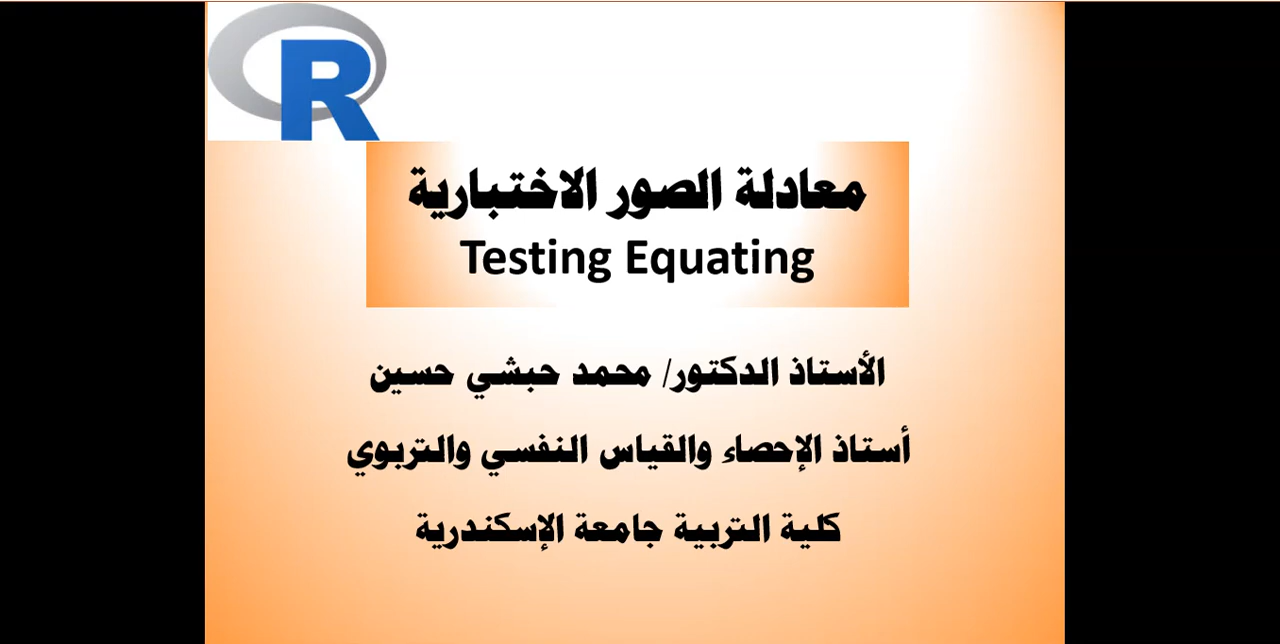 R
معادلة الصور الاختبارية
Testing Equating
الأستاذ الدكتور/ محمد حبشي حسين
أستاذ الإحصاء والقياس النفسي والتربوي
كلية التربية جامعة الإسكندرية